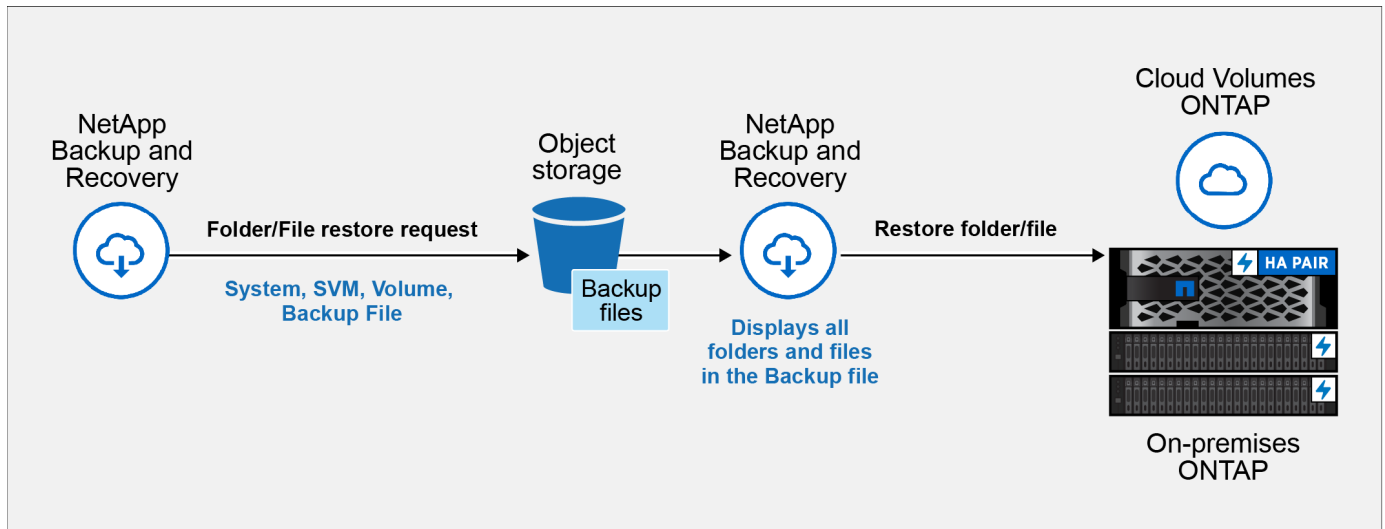 NetApp
Backup and
Recovery
Folder/File restore request
System, SVM, Volume,
Backup File
Object
storage
Backup
files
NetApp
Backup and
Recovery
Displays all
folders and files
in the Backup file
Restore folder/file
Cloud Volumes
ONTAP
HA PAIR
On-premises
ONTAP